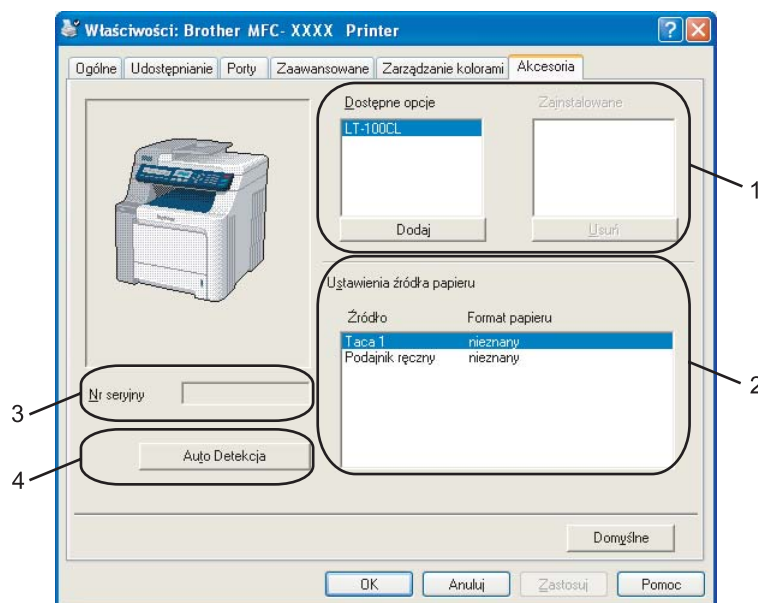 Właściwości: Brother MFC- XXXX Printer
Ogólne Udostępnianie Porty Zaawansowane Zarządzanie kolorami Akcesoria
Dostępne opcje Zainstalowane
LT-100CL
Dodaj Usuń
1
Ustawienia źródła papieru
Źródło Format papieru
Taca 1 nieznany
Podajnik ręczny nieznany
2
Nr seryjny
3
Auto Detekcja
4
Domyślne
OK Anuluj Zastosuj Pomoc